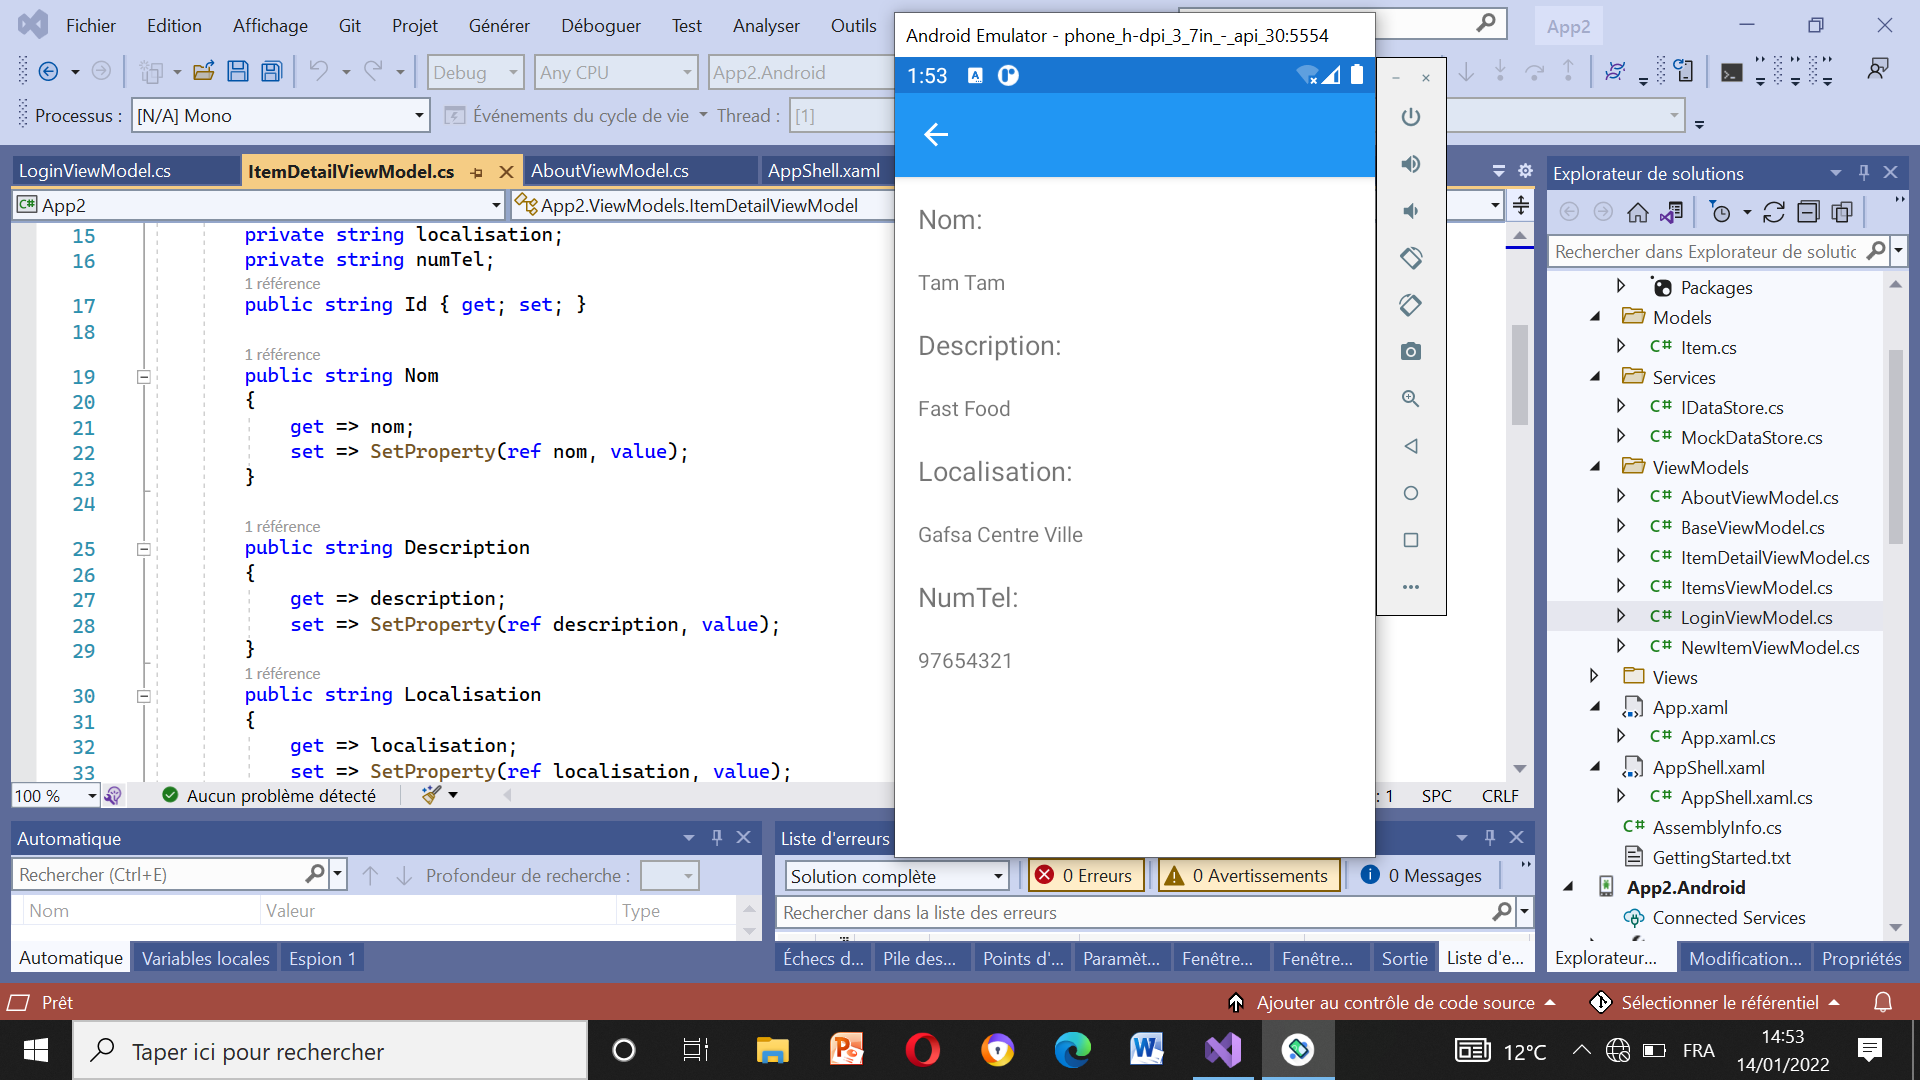 Fichier Edition Affichage Git Projet Générer Déboguer Test Analyser Outils
App2
Debug Any CPU App2.Android
Processus : [N/A] Mono Événements du cycle de vie Thread : [1]
LoginViewModel.cs ItemDetailViewModel.cs AboutViewModel.cs AppShell.xaml
C# App2 App2.ViewModels.ItemDetailViewModel
15 private string localisation;
16 private string numTel;
1 référence
17 public string Id { get; set; }
18
1 référence
19 public string Nom
20 {
21 get => nom;
22 set => SetProperty(ref nom, value);
23 }
24
1 référence
25 public string Description
26 {
27 get => description;
28 set => SetProperty(ref description, value);
29 }
1 référence
30 public string Localisation
31 {
32 get => localisation;
33 set => SetProperty(ref localisation, value);
100 % Aucun problème détecté : 1 SPC CRLF
Android Emulator - phone_h-dpi_3_7in_-_api_30:5554
1:53 A
Nom:
Tam Tam
Description:
Fast Food
Localisation:
Gafsa Centre Ville
NumTel:
97654321
Explorateur de solutions
Rechercher dans Explorateur de solutic
Packages
Models
C# Item.cs
Services
C# IDataStore.cs
C# MockDataStore.cs
ViewModels
C# AboutViewModel.cs
C# BaseViewModel.cs
C# ItemDetailViewModel.cs
C# ItemsViewModel.cs
C# LoginViewModel.cs
C# NewItemViewModel.cs
Views
App.xaml
C# App.xaml.cs
AppShell.xaml
C# AppShell.xaml.cs
C# AssemblyInfo.cs
GettingStarted.txt
App2.Android
Connected Services
Explorateur... Modification... Propriétés
Automatique
Rechercher (Ctrl+E) Profondeur de recherche :
Nom Valeur Type
Automatique Variables locales Espion 1
Liste d'erreurs
Solution complète 0 Erreurs 0 Avertissements 0 Messages
Rechercher dans la liste des erreurs
Échecs d... Pile des... Points d'... Paramèt... Fenêtre... Fenêtre... Sortie Liste d'e...
Prêt Ajouter au contrôle de code source Sélectionner le référentiel
Taper ici pour rechercher
12°C FRA
14:53
14/01/2022